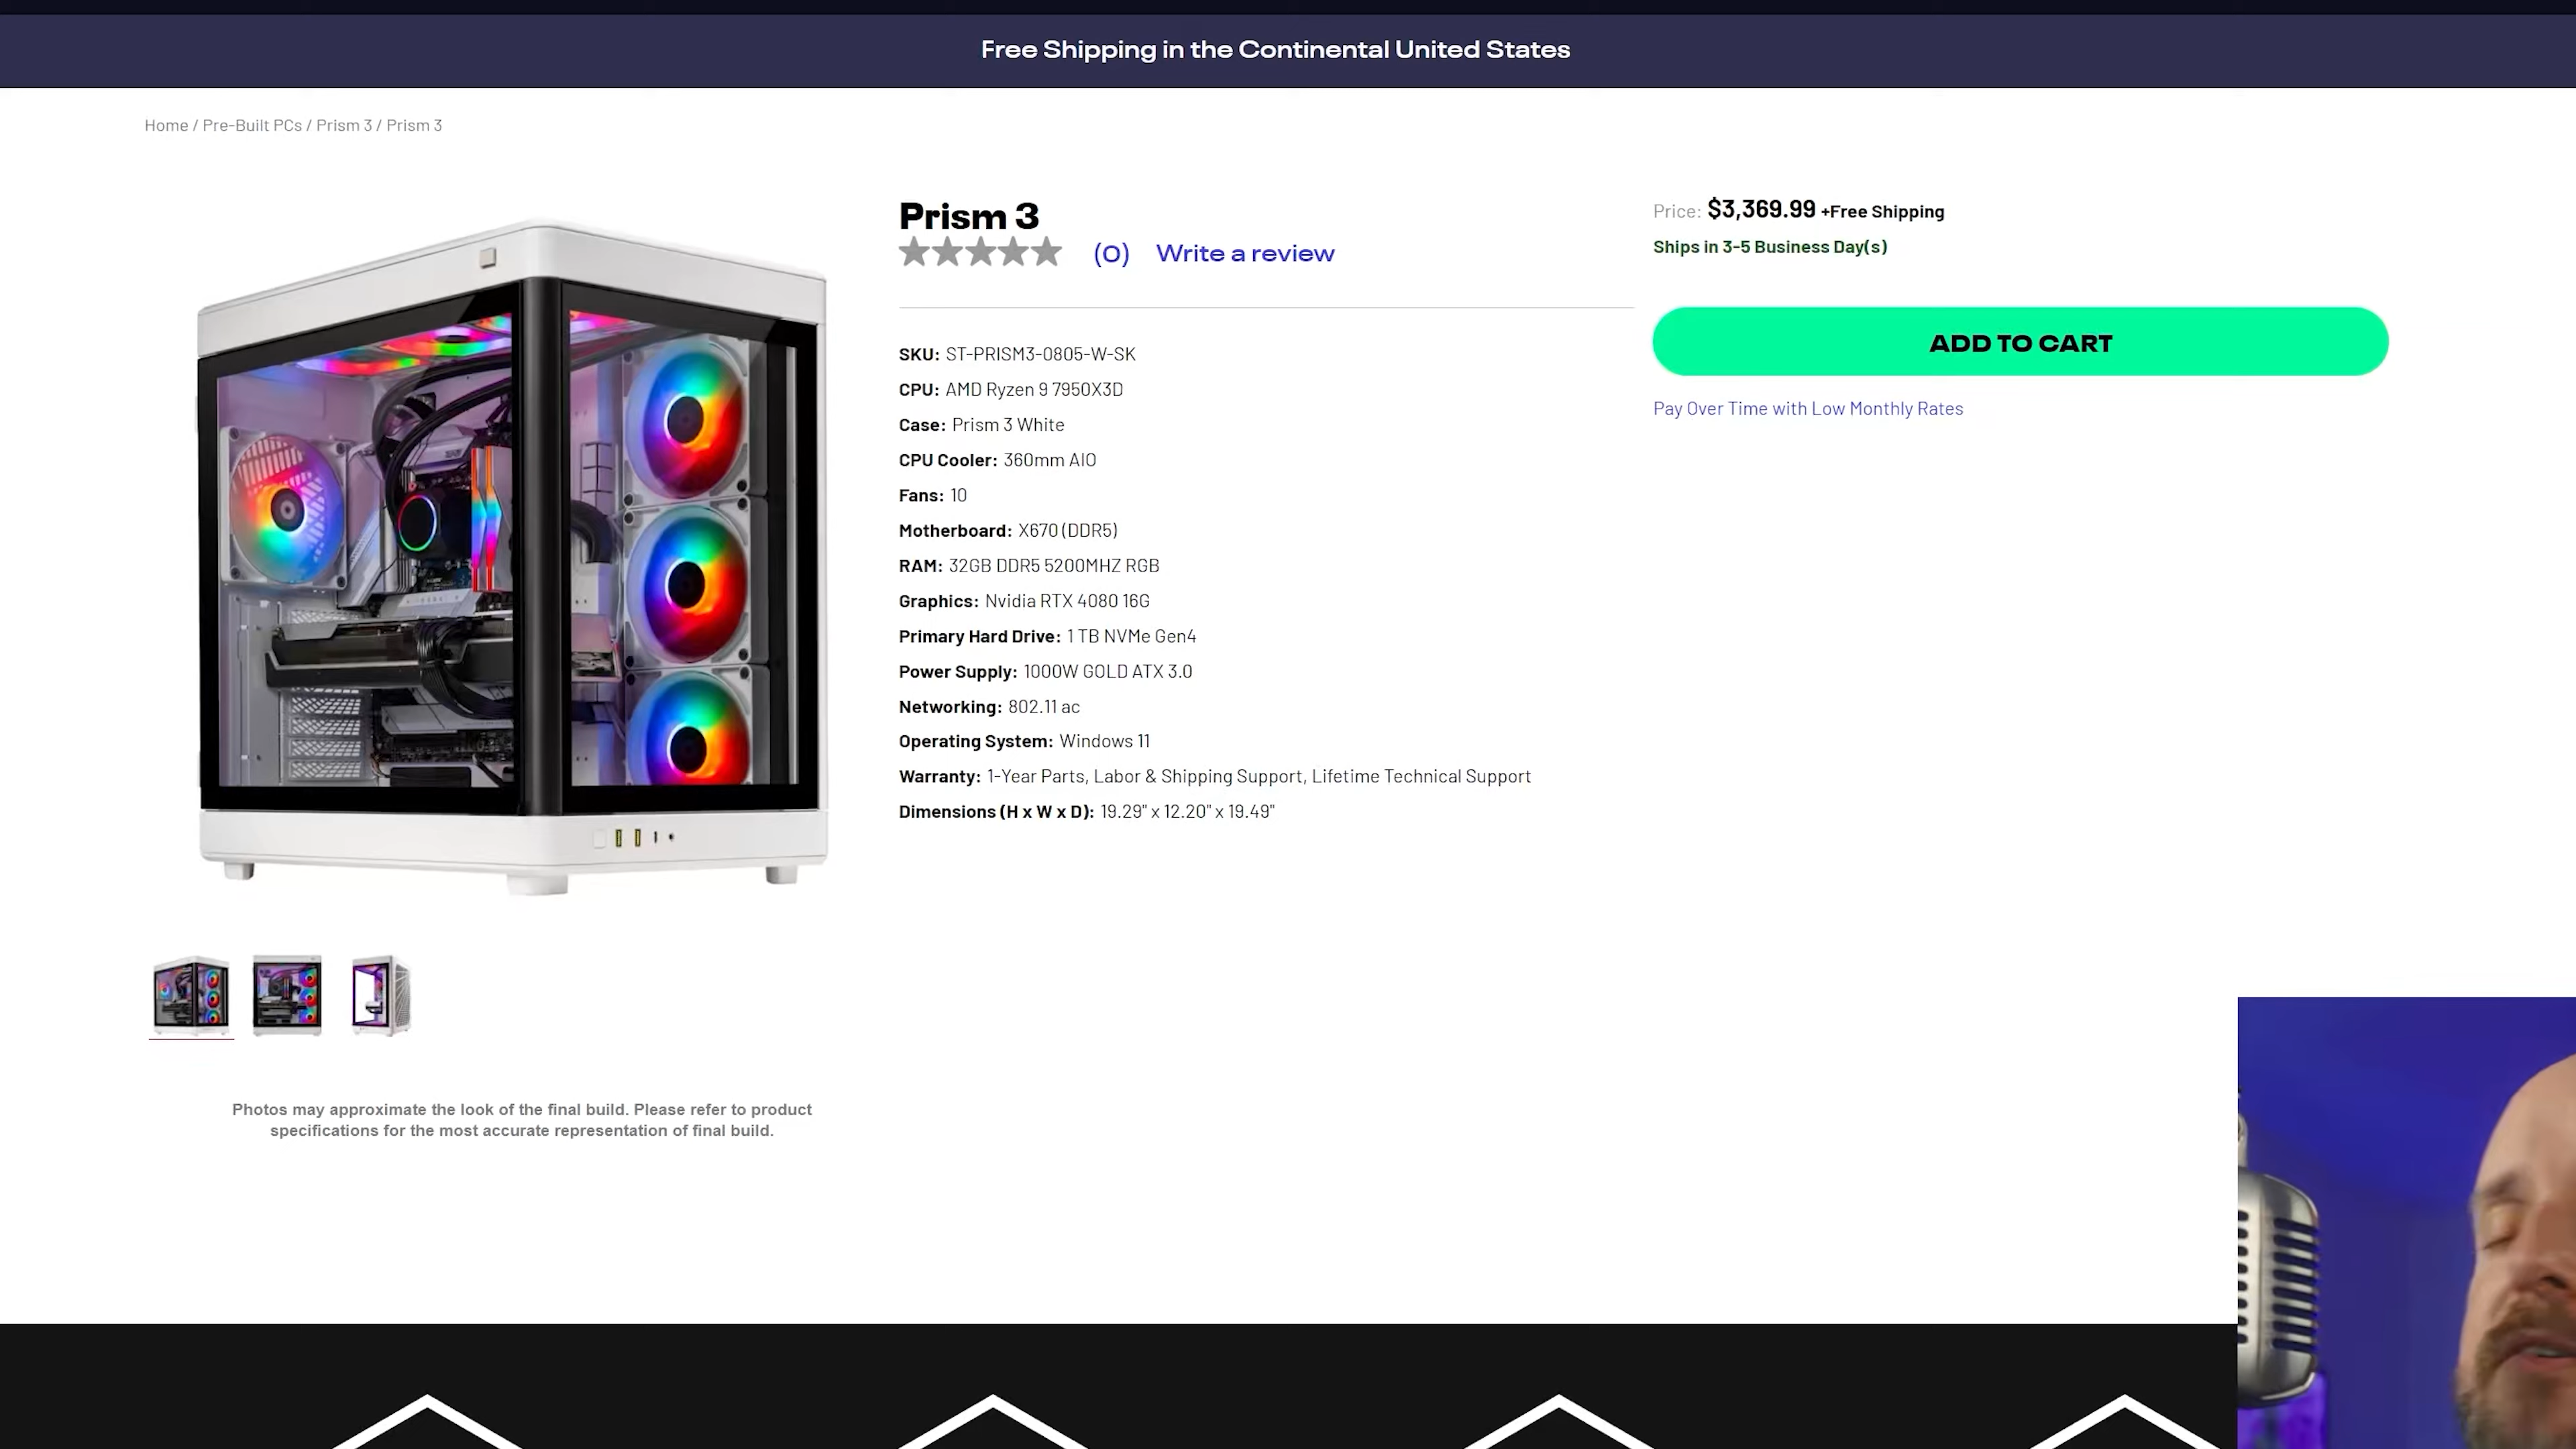 Free Shipping in the Continental United States
Home / Pre-Built PCs / Prism 3 / Prism 3
Prism 3
(0) Write a review
SKU: ST-PRISM3-0805-W-SK
CPU: AMD Ryzen 9 7950X3D
Case: Prism 3 White
CPU Cooler: 360mm AIO
Fans: 10
Motherboard: X670 (DDR5)
RAM: 32GB DDR5 5200MHZ RGB
Graphics: Nvidia RTX 4080 16G
Primary Hard Drive: 1 TB NVMe Gen4
Power Supply: 1000W GOLD ATX 3.0
Networking: 802.11 ac
Operating System: Windows 11
Warranty: 1-Year Parts, Labor & Shipping Support, Lifetime Technical Support
Dimensions (H x W x D): 19.29" x 12.20" x 19.49"
Price: $3,369.99 +Free Shipping
Ships in 3-5 Business Day(s)
ADD TO CART
Pay Over Time with Low Monthly Rates
Photos may approximate the look of the final build. Please refer to product
specifications for the most accurate representation of final build.